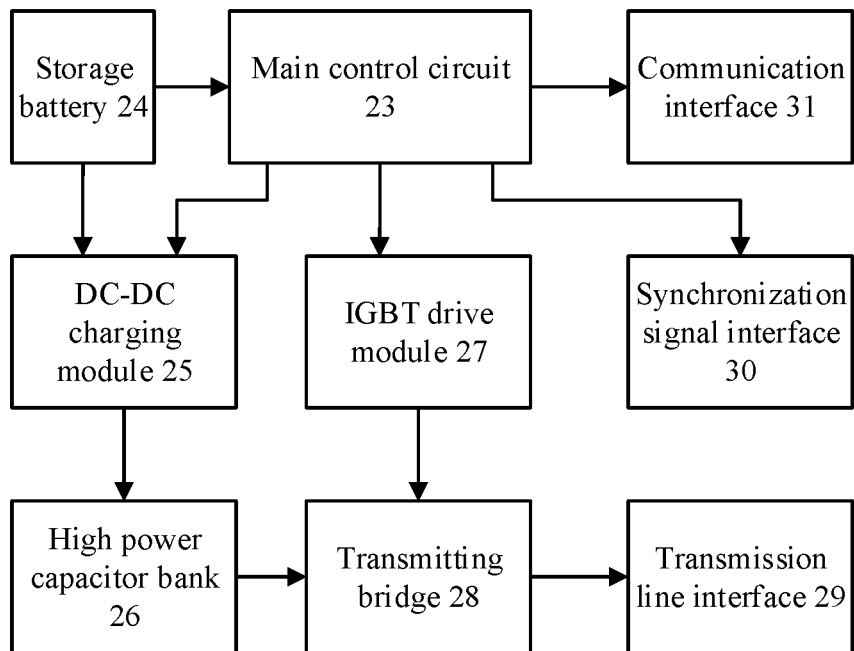 Storage
battery 24
Main control circuit
23
Communication
interface 31
DC-DC
charging
module 25
IGBT drive
module 27
Synchronization
signal interface
30
High power
capacitor bank
26
Transmitting
bridge 28
Transmission
line interface 29